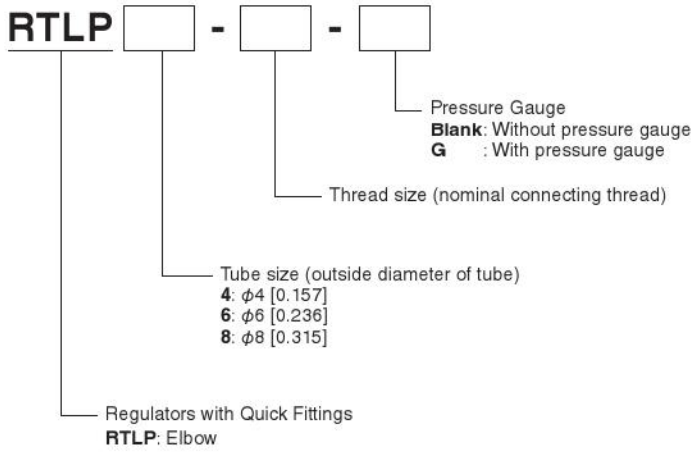 RTLP - -
Pressure Gauge
Blank: Without pressure gauge
G : With pressure gauge
Thread size (nominal connecting thread)
Tube size (outside diameter of tube)
4: ϕ4 [0.157]
6: ϕ6 [0.236]
8: ϕ8 [0.315]
Regulators with Quick Fittings
RTLP: Elbow